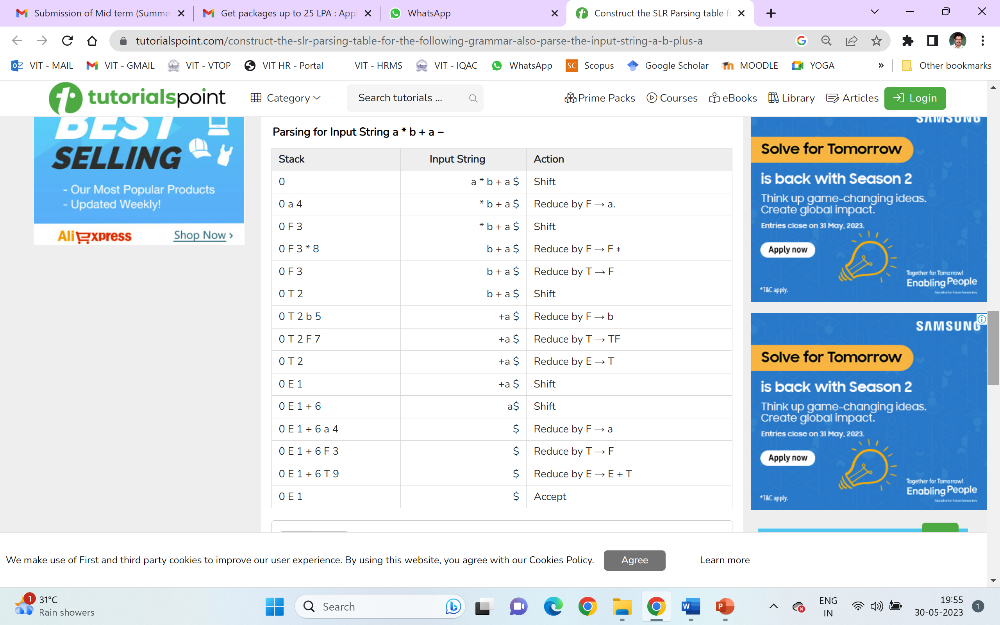 Submission of Mid term (Summe
Get packages up to 25 LPA : Appl
WhatsApp
Construct the SLR Parsing table fo
tutorialspoint.com/construct-the-slr-parsing-table-for-the-following-grammar-also-parse-the-input-string-a-b-plus-a
VIT - MAIL VIT - GMAIL VIT - VTOP VIT HR - Portal VIT - HRMS VIT - IQAC WhatsApp SC Scopus Google Scholar MOODLE YOGA » Other bookmarks
tutorialspoint Category Search tutorials ... Prime Packs Courses eBooks Library Articles Login
BEST
SELLING
- Our Most Popular Products
- Updated Weekly!
AliExpress Shop Now >
Parsing for Input String a * b + a −
Stack Input String Action
0 a * b + a $ Shift
0 a 4 * b + a $ Reduce by F → a.
0 F 3 * b + a $ Shift
0 F 3 * 8 b + a $ Reduce by F → F ∗
0 F 3 b + a $ Reduce by T → F
0 T 2 b + a $ Shift
0 T 2 b 5 +a $ Reduce by F → b
0 T 2 F 7 +a $ Reduce by T → TF
0 T 2 +a $ Reduce by E → T
0 E 1 +a $ Shift
0 E 1 + 6 a$ Shift
0 E 1 + 6 a 4 $ Reduce by F → a
0 E 1 + 6 F 3 $ Reduce by T → F
0 E 1 + 6 T 9 $ Reduce by E → E + T
0 E 1 $ Accept
SAMSUNG
Solve for Tomorrow
is back with Season 2
Think up game-changing ideas.
Create global impact.
Entries close on 31 May, 2023.
Apply now
Together for Tomorrow!
Enabling People
Education for Future Generations
*T&C apply.
SAMSUNG
Solve for Tomorrow
is back with Season 2
Think up game-changing ideas.
Create global impact.
Entries close on 31 May, 2023.
Apply now
Together for Tomorrow!
Enabling People
Education for Future Generations
*T&C apply.
We make use of First and third party cookies to improve our user experience. By using this website, you agree with our Cookies Policy. Agree Learn more
1
31°C
Rain showers
Search
ENG
IN
19:55
30-05-2023
1